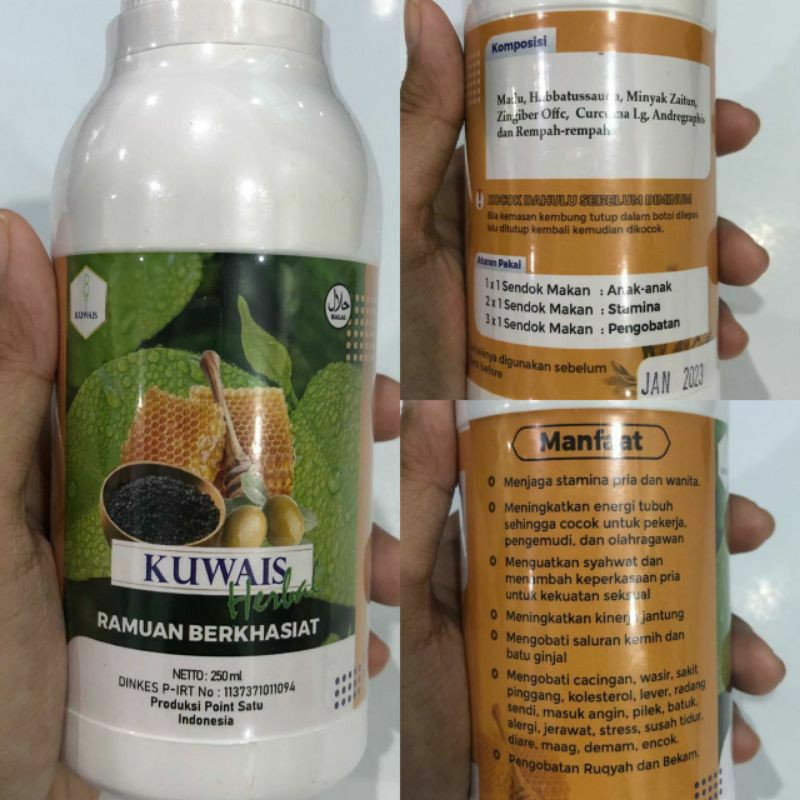 KUWAIS
حلال
HALAL
KUWAIS
Herbal
RAMUAN BERKHASIAT
NETTO : 250 ml
DINKES P-IRT No : 1137371011094
Produksi Point Satu
Indonesia
Komposisi
Madu, Habbatussauda, Minyak Zaitun,
Zingiber Offc, Curcuma Lg, Andregraphis
dan Rempah-rempah
KOCOK DAHULU SEBELUM DIMINUM
Bila kemasan kembung tutup dalam botol dilepas
lalu ditutup kembali kemudian dikocok.
Aturan Pakai
1 x 1 Sendok Makan : Anak-anak
2 x 1 Sendok Makan : Stamina
3 x 1 Sendok Makan : Pengobatan
digunakan sebelum
before
JAN 2023
Manfaat
Menjaga stamina pria dan wanita.
Meningkatkan energi tubuh
sehingga cocok untuk pekerja,
pengemudi, dan olahragawan
Menguatkan syahwat dan
menambah keperkasaan pria
untuk kekuatan seksual
Meningkatkan kinerja jantung
Mengobati saluran kemih dan
batu ginjal
Mengobati cacingan, wasir, sakit
pinggang, kolesterol, lever, radang
sendi, masuk angin, pilek, batuk,
alergi, jerawat, stress, susah tidur,
diare, maag, demam, encok.
Pengobatan Ruqyah dan Bekam.